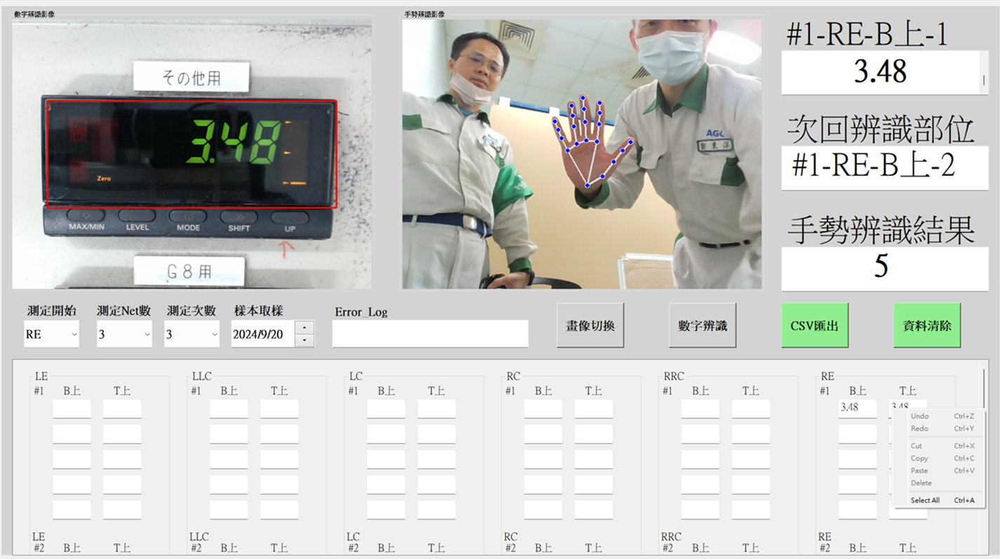 數字辨識影像
手勢辨識影像
その他用
3.48
Zero
MAX/MIN LEVEL MODE SHIFT UP
G8用
AGC
#1-RE-B上-1
3.48
次回辨識部位
#1-RE-B上-2
手勢辨識結果
5
測定開始 測定Net數 測定次數 樣本取樣 Error_Log
RE 3 3 2024/9/20
畫像切換 數字辨識 CSV匯出 資料清除
LE LLC LC RC RRC RE
#1 B上 T上 #1 B上 T上 #1 B上 T上 #1 B上 T上 #1 B上 T上 #1 B上 T上
3.48 3.48
Undo Ctrl+Z
Redo Ctrl+Y
Cut Ctrl+X
Copy Ctrl+C
Paste Ctrl+V
Delete
Select All Ctrl+A
LE LLC LC RC RRC RE
#2 B上 T上 #2 B上 T上 #2 B上 T上 #2 B上 T上 #2 B上 T上 #2 B上 T上